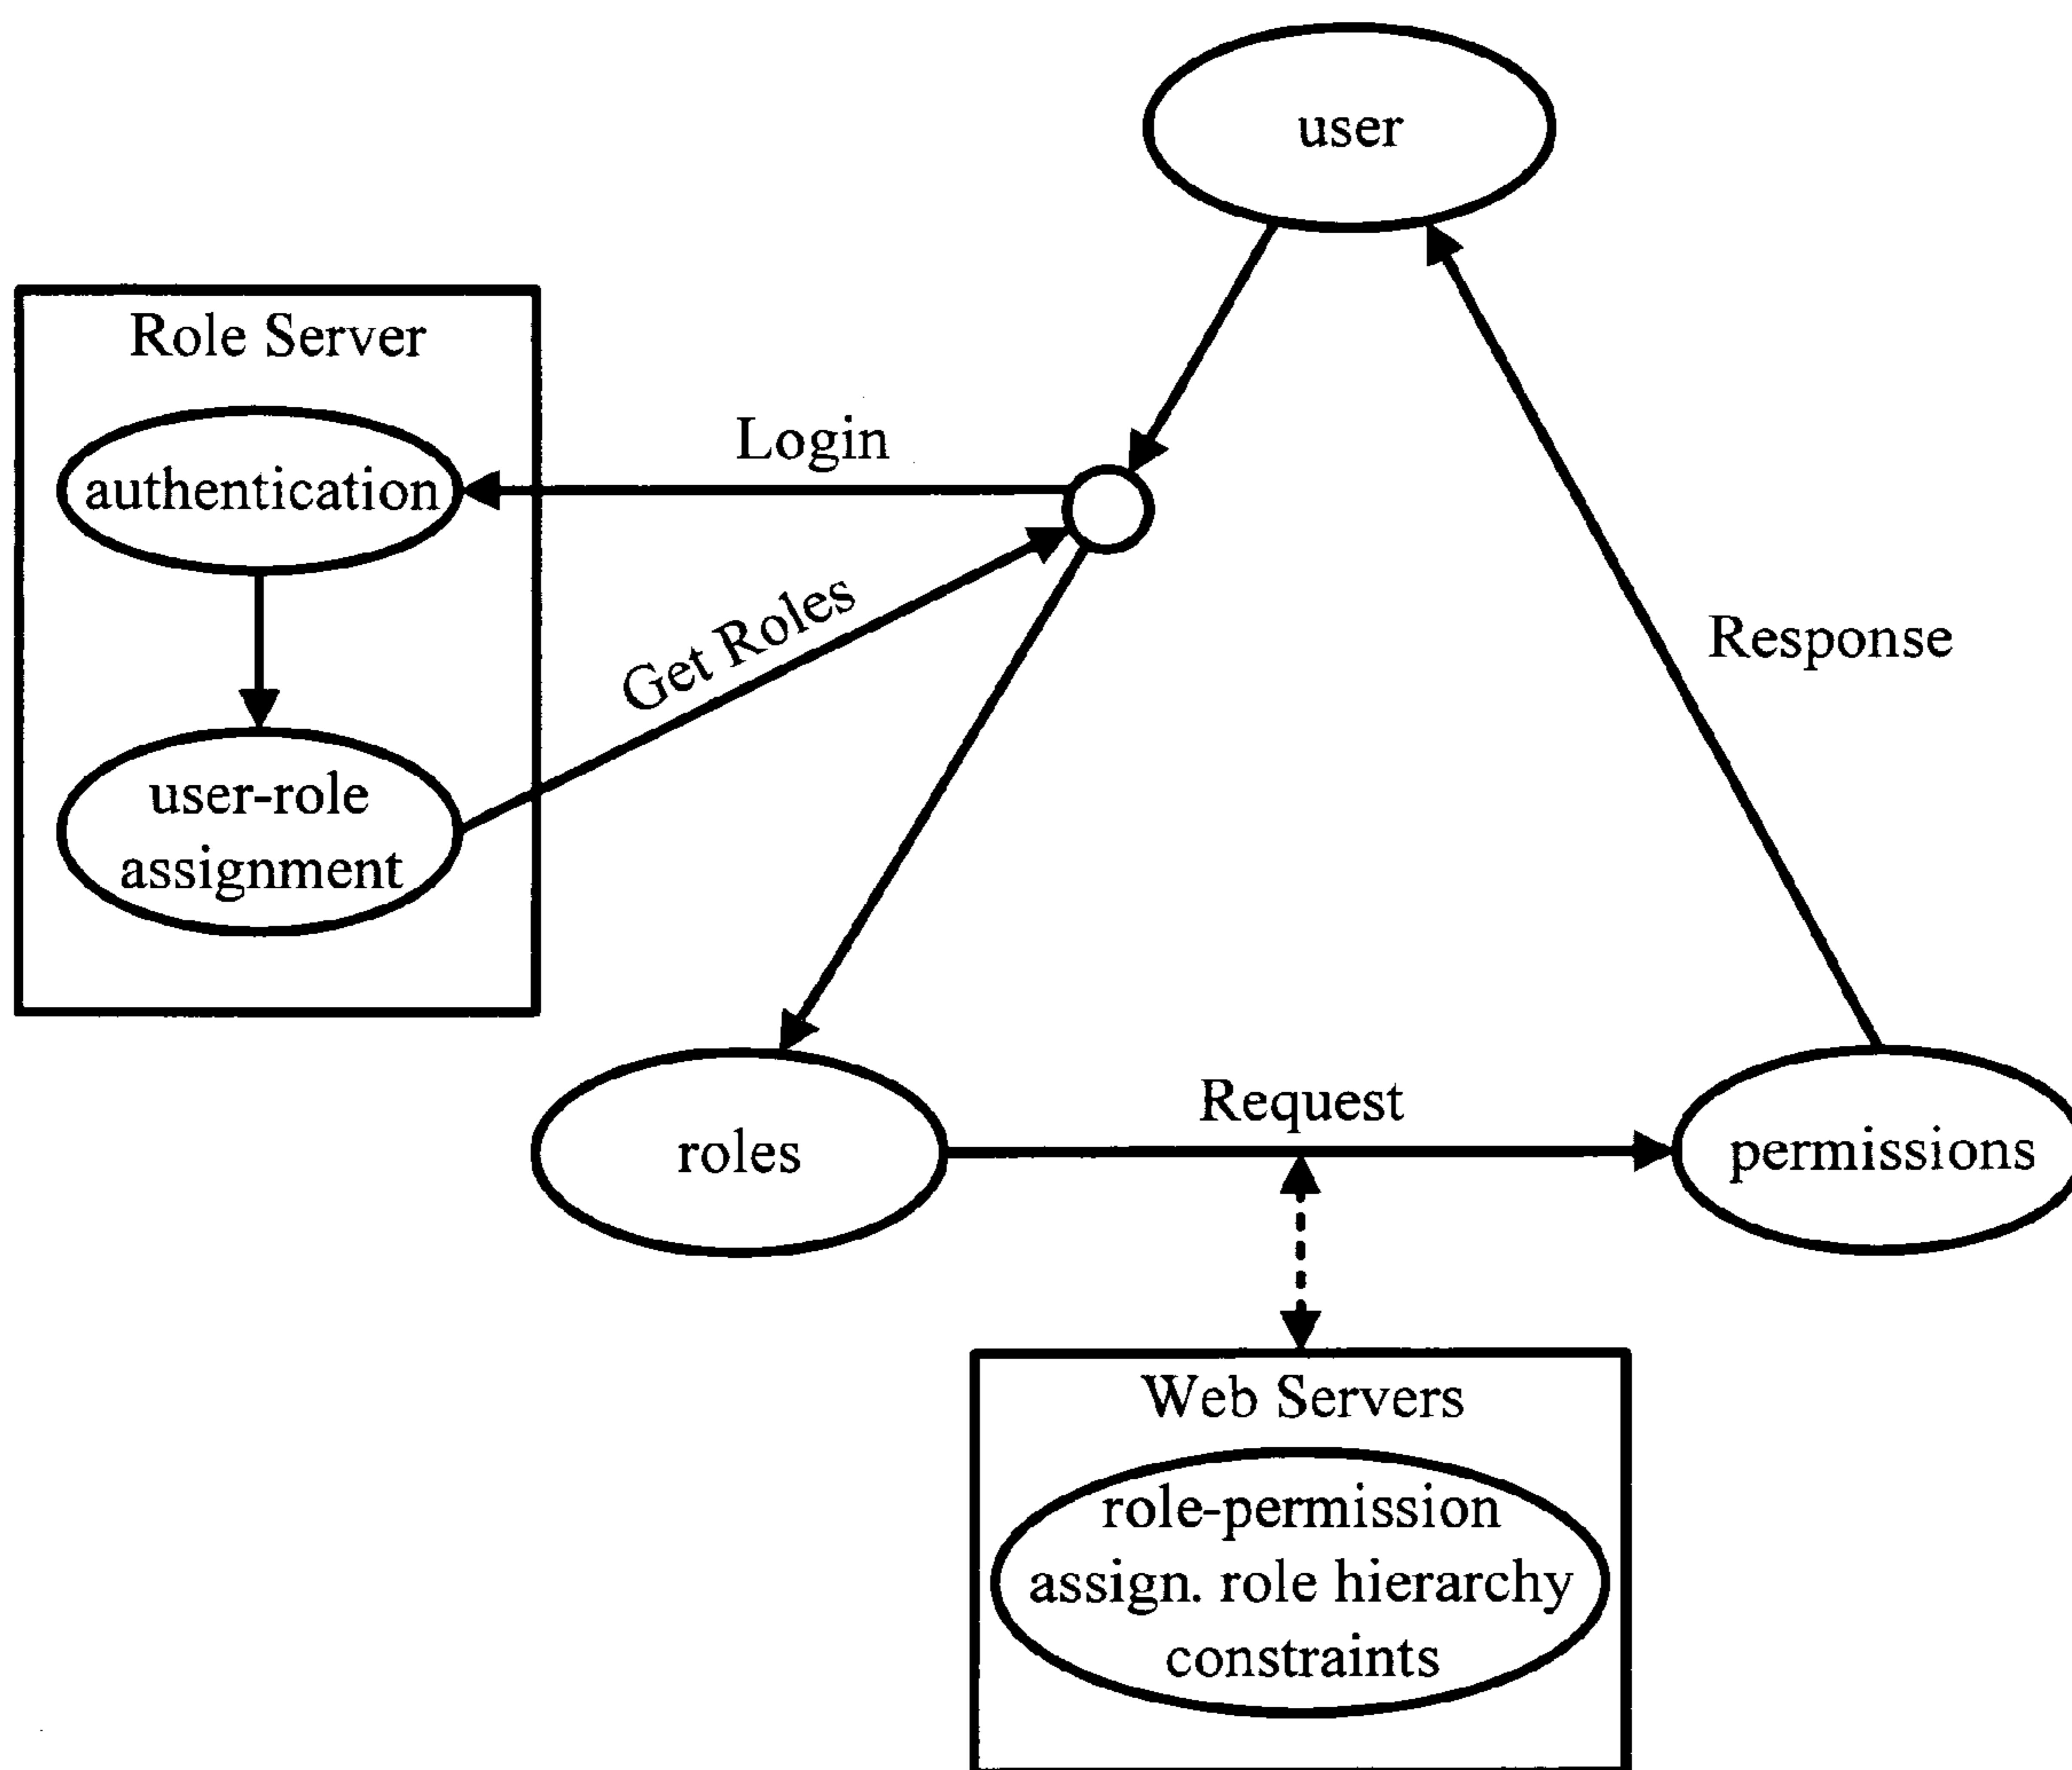 user
Role Server
Login
authentication
Get Roles
Response
user-role
assignment
Request
roles
permissions
Web Servers
role-permission
assign. role hierarchy
constraints